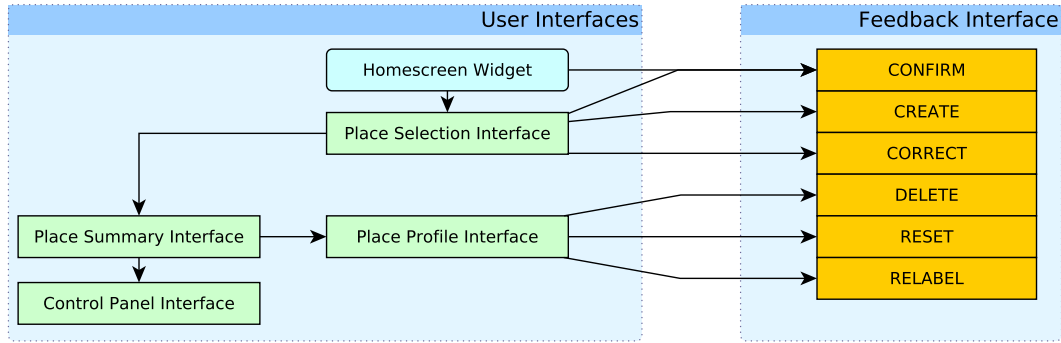 User Interfaces
Homescreen Widget
Place Selection Interface
Place Summary Interface
Place Profile Interface
Control Panel Interface
Feedback Interface
CONFIRM
CREATE
CORRECT
DELETE
RESET
RELABEL